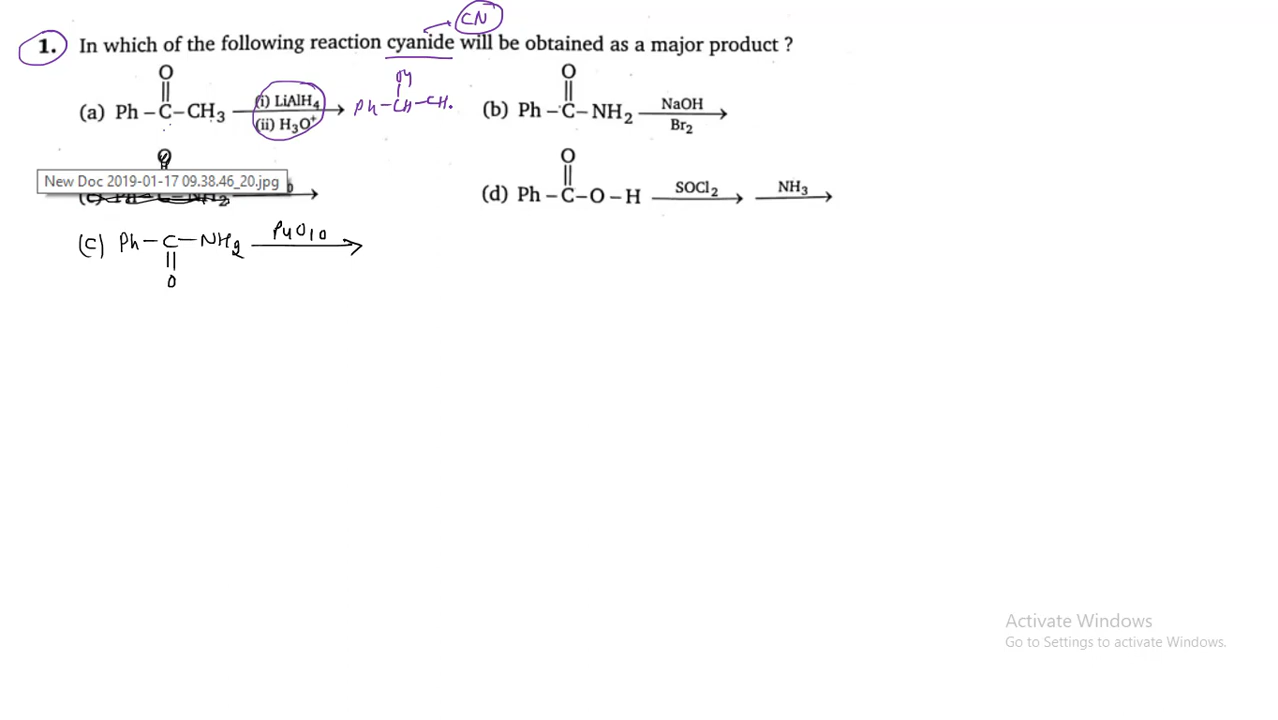 CN
1. In which of the following reaction cyanide will be obtained as a major product ?
O
(a) Ph – C – CH3 (i) LiAlH4 (ii) H3O+
OH
Ph – CH – CH3
O
(b) Ph – C – NH2 NaOH Br2
O
New Doc 2019-01-17 09.38.46_20.jpg
(c) Ph – C – NH2
O
(d) Ph – C – O – H SOCl2 NH3
(C) Ph – C – NH2 P4O10
O
Activate Windows
Go to Settings to activate Windows.